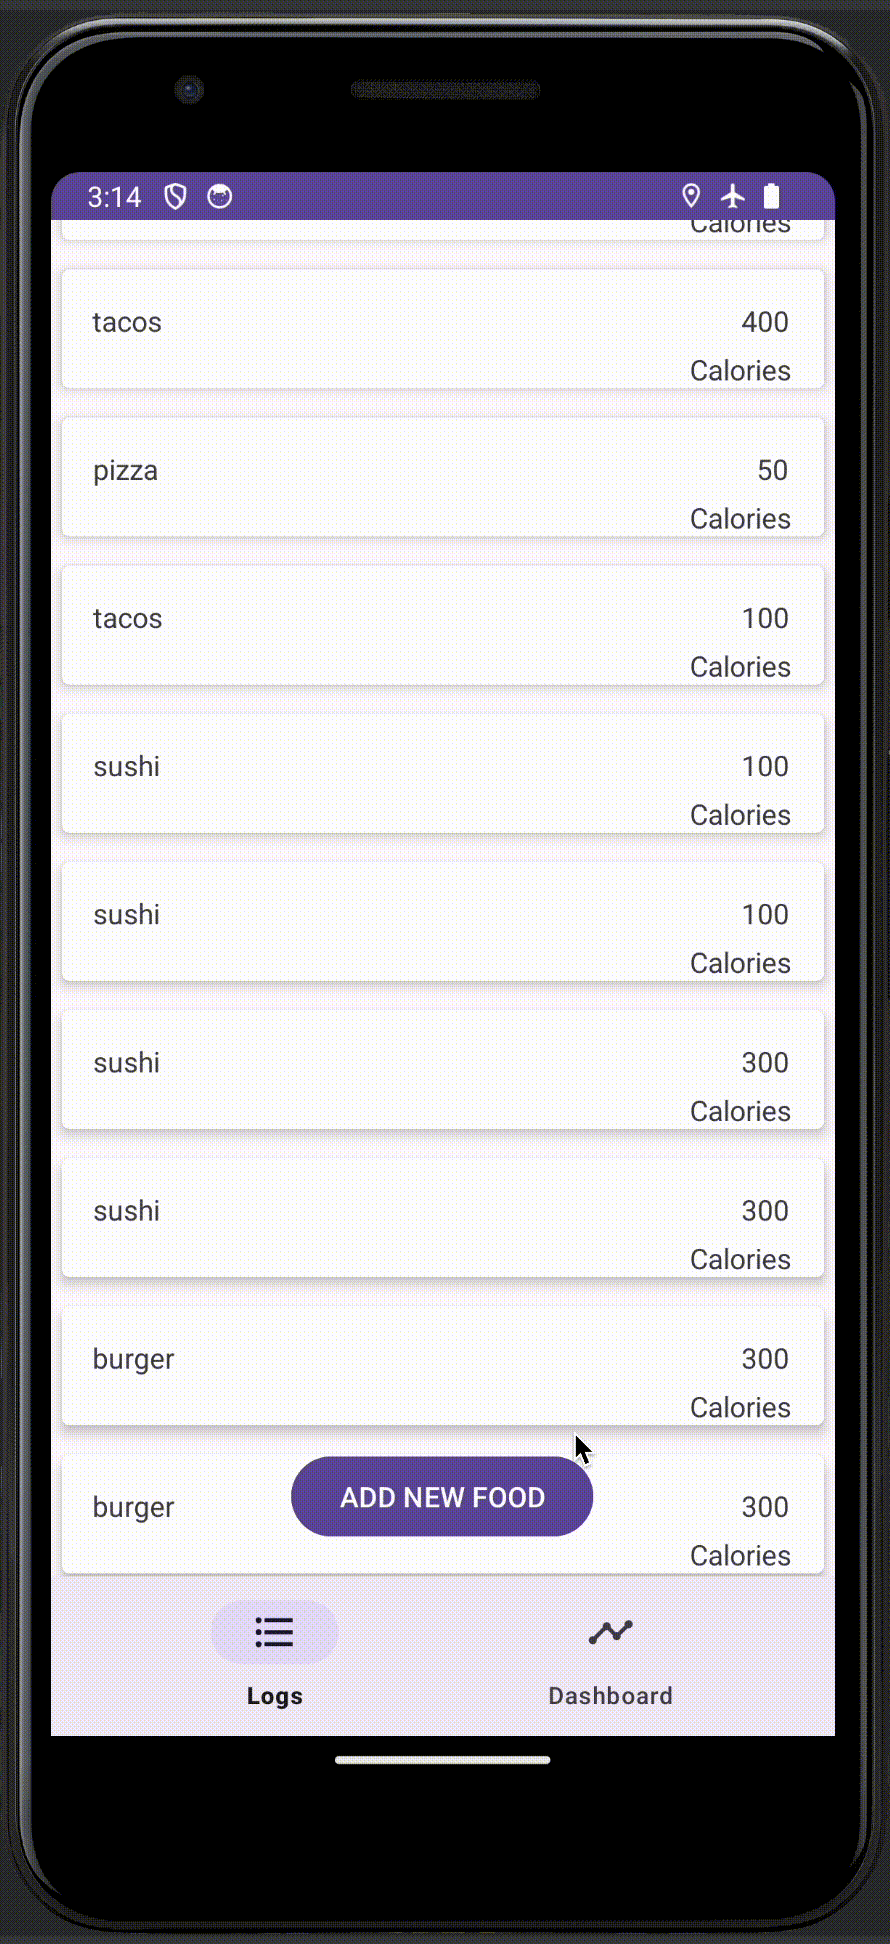 3:14
Calories
tacos 400
Calories
pizza 50
Calories
tacos 100
Calories
sushi 100
Calories
sushi 100
Calories
sushi 300
Calories
sushi 300
Calories
burger 300
Calories
burger ADD NEW FOOD 300
Calories
Logs Dashboard